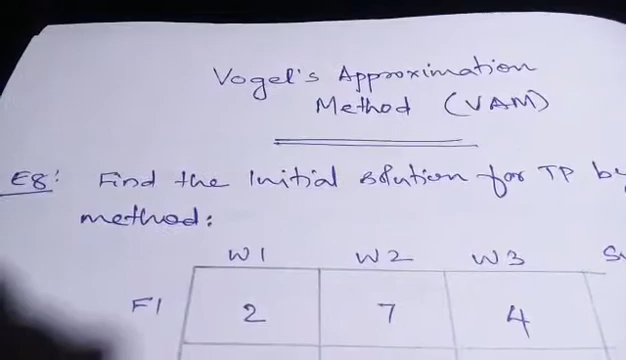 Vogel's Approximation
Method (VAM)
E8: Find the Initial solution for TP by
method:
W1 W2 W3
F1 2 7 4